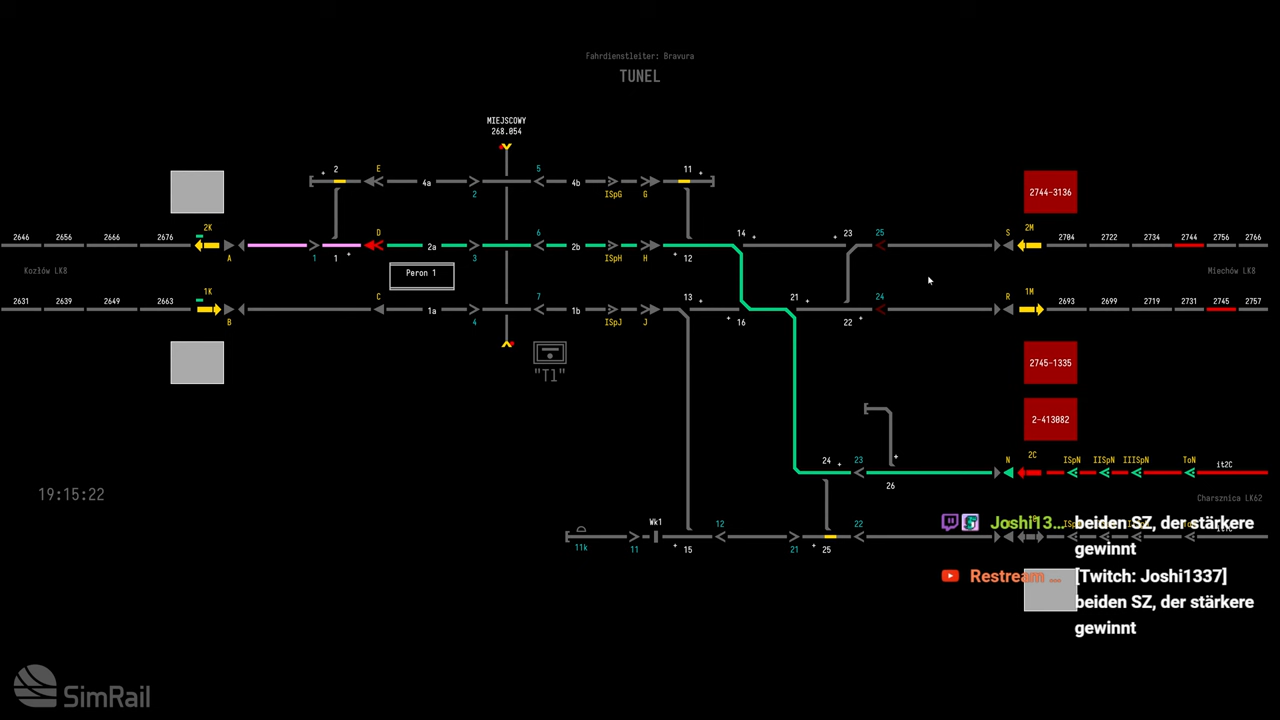 Fahrdienstleiter: Bravura
TUNEL
MIEJSCOWY
268.054
2 E 5 11
4a 4b
2 ISpG G
2744-3136
2K D 6 14 23 25 S 2M
2646 2656 2666 2676 2a 2b 2704 2722 2734 2744 2756 2766
A 1 1 3 ISpH H 12
Kozłów LK8 Peron 1 Miechów LK8
1K C 7 13 21 24 R 1M
2631 2639 2649 2663 1a 1b 2693 2699 2719 2731 2745 2757
B 4 ISpJ J 16 22
"T1"
2745-1335
2-413082
24 23 N 2C ISpN IISpN IIISpN ToN it2C
26
19:15:22
Charsznica LK62
Wk1 12 22
11k 11 15 21 25
Joshi13... beiden SZ, der stärkere
gewinnt
Restream ... [Twitch: Joshi1337]
beiden SZ, der stärkere
gewinnt
SimRail